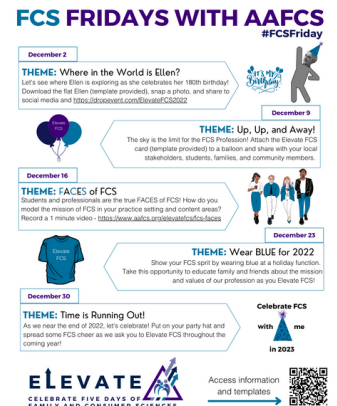 FCS FRIDAYS WITH AAFCS
#FCSFriday
December 2
THEME: Where in the World is Ellen?
Let's see where Ellen is exploring as she celebrates her 180th birthday!
Download the flat Ellen (template provided), snap a photo, and share to
social media and https://dropevent.com/ElevateFCS2022
IT'S MY
Birthday
December 9
Elevate
FCS
THEME: Up, Up, and Away!
The sky is the limit for the FCS Profession! Attach the Elevate FCS
card (template provided) to a balloon and share with your local
stakeholders, students, families, and community members.
December 16
THEME: FACES of FCS
Students and professionals are the true FACES of FCS! How do you
model the mission of FCS in your practice setting and content areas?
Record a 1 minute video - https://www.aafcs.org/elevatefcs/fcs-faces
December 23
Elevate
FCS
THEME: Wear BLUE for 2022
Show your FCS sprit by wearing blue at a holiday function.
Take this opportunity to educate family and friends about the mission
and values of our profession as you Elevate FCS!
December 30
THEME: Time is Running Out!
As we near the end of 2022, let's celebrate! Put on your party hat and
spread some FCS cheer as we ask you to Elevate FCS throughout the
coming year!
Celebrate FCS
with me
in 2023
ELEVATE
CELEBRATE FIVE DAYS OF
FAMILY AND CONSUMER SCIENCES
Access information
and templates